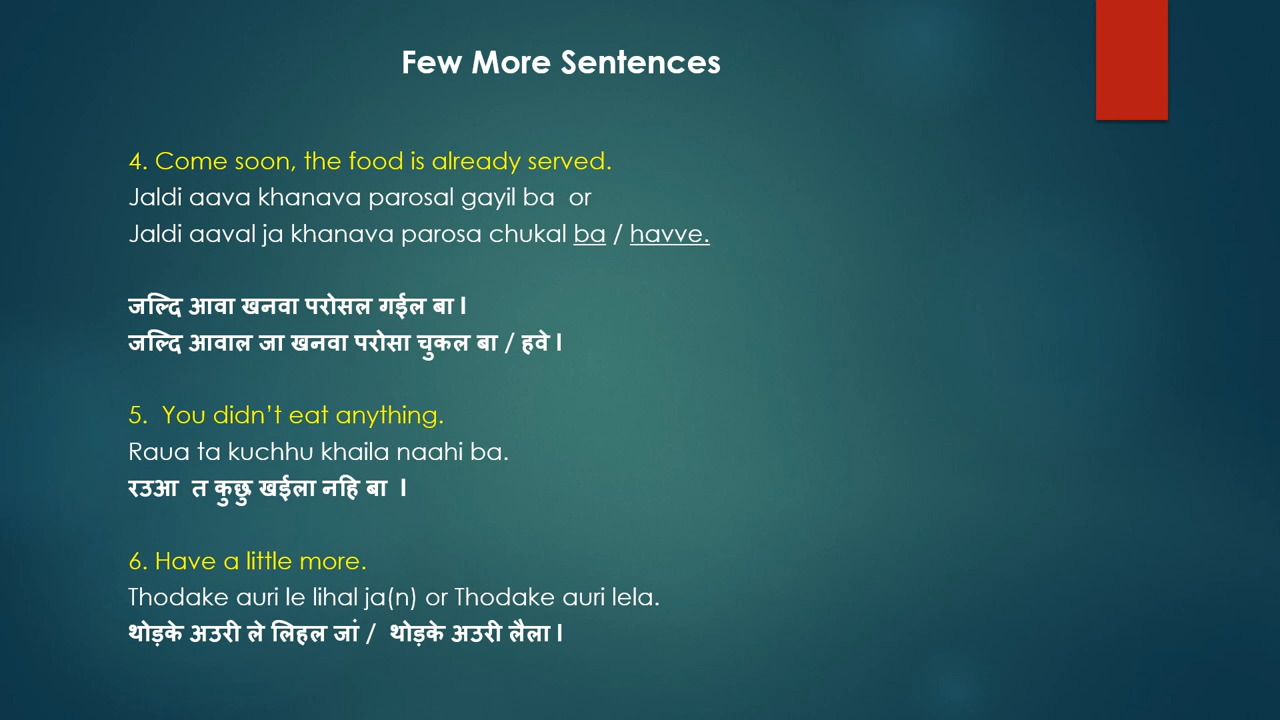 Few More Sentences
4. Come soon, the food is already served.
Jaldi aava khanava parosal gayil ba  or
Jaldi aaval ja khanava parosa chukal ba / havve.
जल्दि आवा खनवा परोसल गईल बा l
जल्दि आवाल जा खनवा परोसा चुकल बा / हवे l
5.  You didn’t eat anything.
Raua ta kuchhu khaila naahi ba.
रउआ  त कुछु खईला नहि बा  l
6. Have a little more.
Thodake auri le lihal ja(n) or Thodake auri lela.
थोड़के अउरी ले लिहल जां /  थोड़के अउरी लैला l